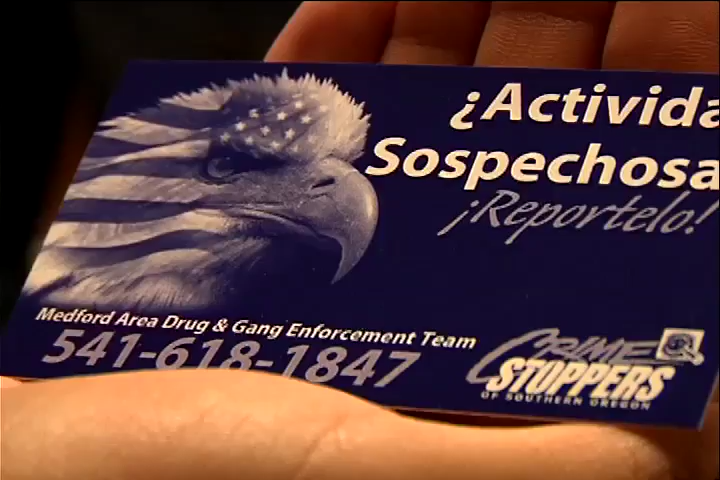 ¿Activida
Sospechosa
¡Reportelo!
Medford Area Drug & Gang Enforcement Team
541-618-1847
CRIME
STOPPERS
OF SOUTHERN OREGON